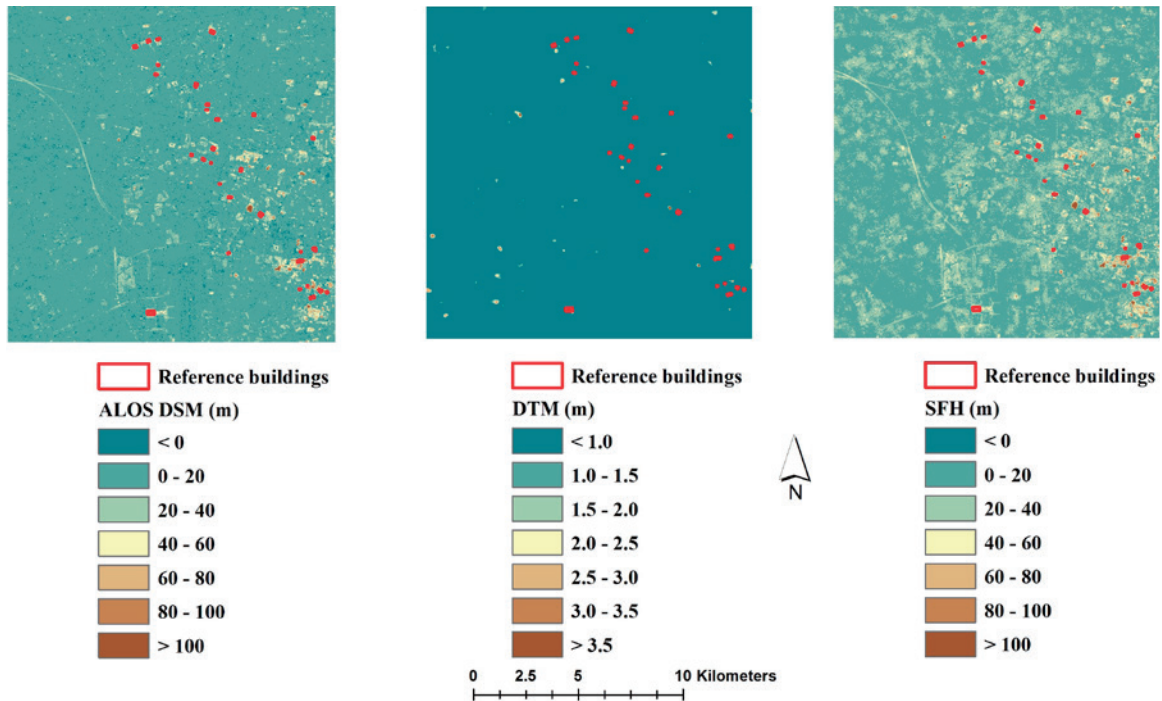 Reference buildings
ALOS DSM (m)
< 0
0 - 20
20 - 40
40 - 60
60 - 80
80 - 100
> 100
Reference buildings
DTM (m)
< 1.0
1.0 - 1.5
1.5 - 2.0
2.0 - 2.5
2.5 - 3.0
3.0 - 3.5
> 3.5
N
Reference buildings
SFH (m)
< 0
0 - 20
20 - 40
40 - 60
60 - 80
80 - 100
> 100
0 2.5 5 10 Kilometers